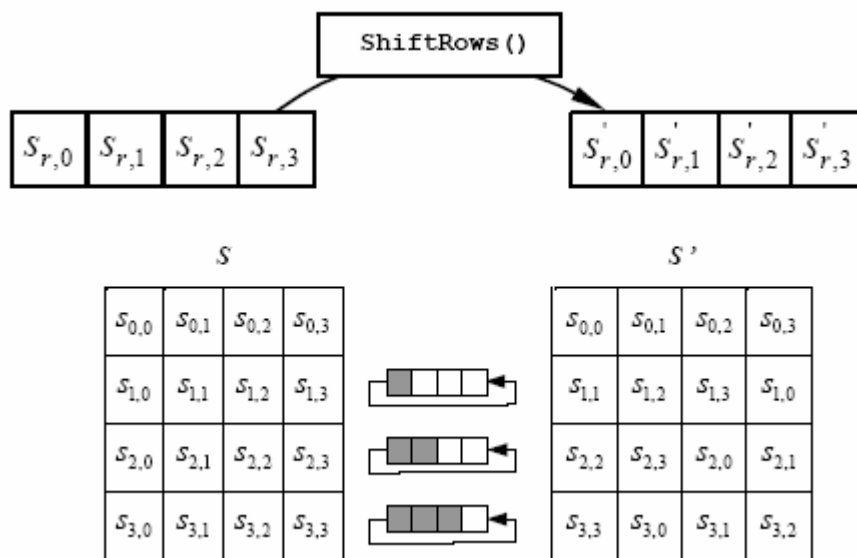 ShiftRows()
S_{r,0} S_{r,1} S_{r,2} S_{r,3} S'_{r,0} S'_{r,1} S'_{r,2} S'_{r,3}
S S'
s_{0,0} s_{0,1} s_{0,2} s_{0,3} s_{0,0} s_{0,1} s_{0,2} s_{0,3}
s_{1,0} s_{1,1} s_{1,2} s_{1,3} s_{1,1} s_{1,2} s_{1,3} s_{1,0}
s_{2,0} s_{2,1} s_{2,2} s_{2,3} s_{2,2} s_{2,3} s_{2,0} s_{2,1}
s_{3,0} s_{3,1} s_{3,2} s_{3,3} s_{3,3} s_{3,0} s_{3,1} s_{3,2}